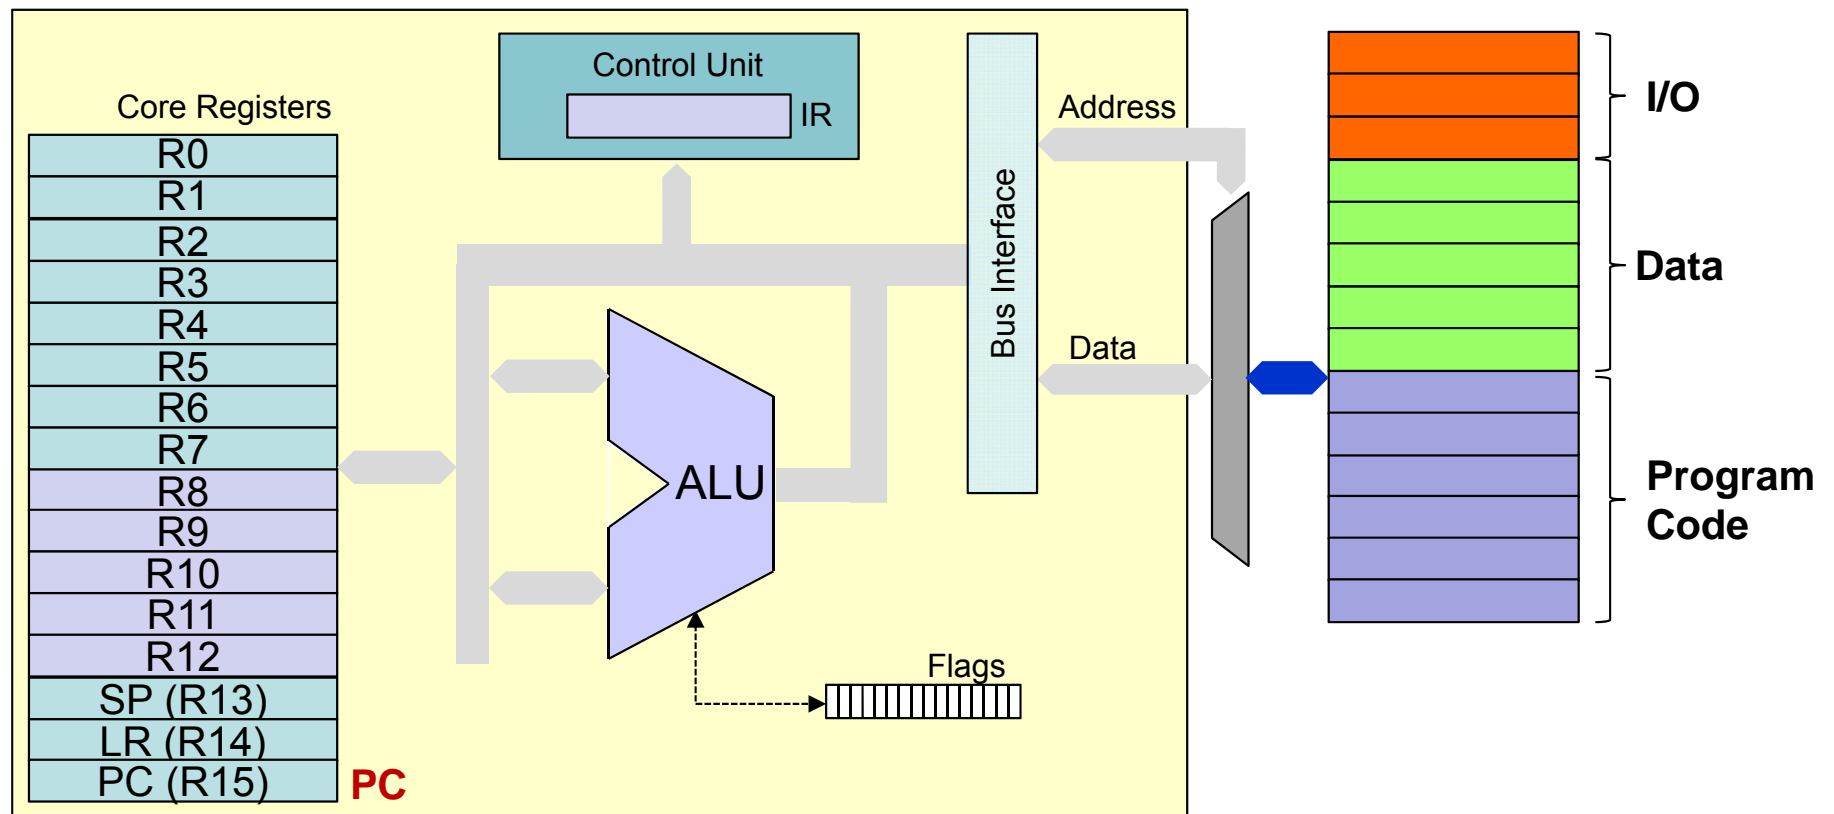 Control Unit
IR
Core Registers
R0
R1
R2
R3
R4
R5
R6
R7
R8
R9
R10
R11
R12
SP (R13)
LR (R14)
PC (R15)
PC
ALU
Flags
Bus Interface
Address
Data
I/O
Data
Program
Code